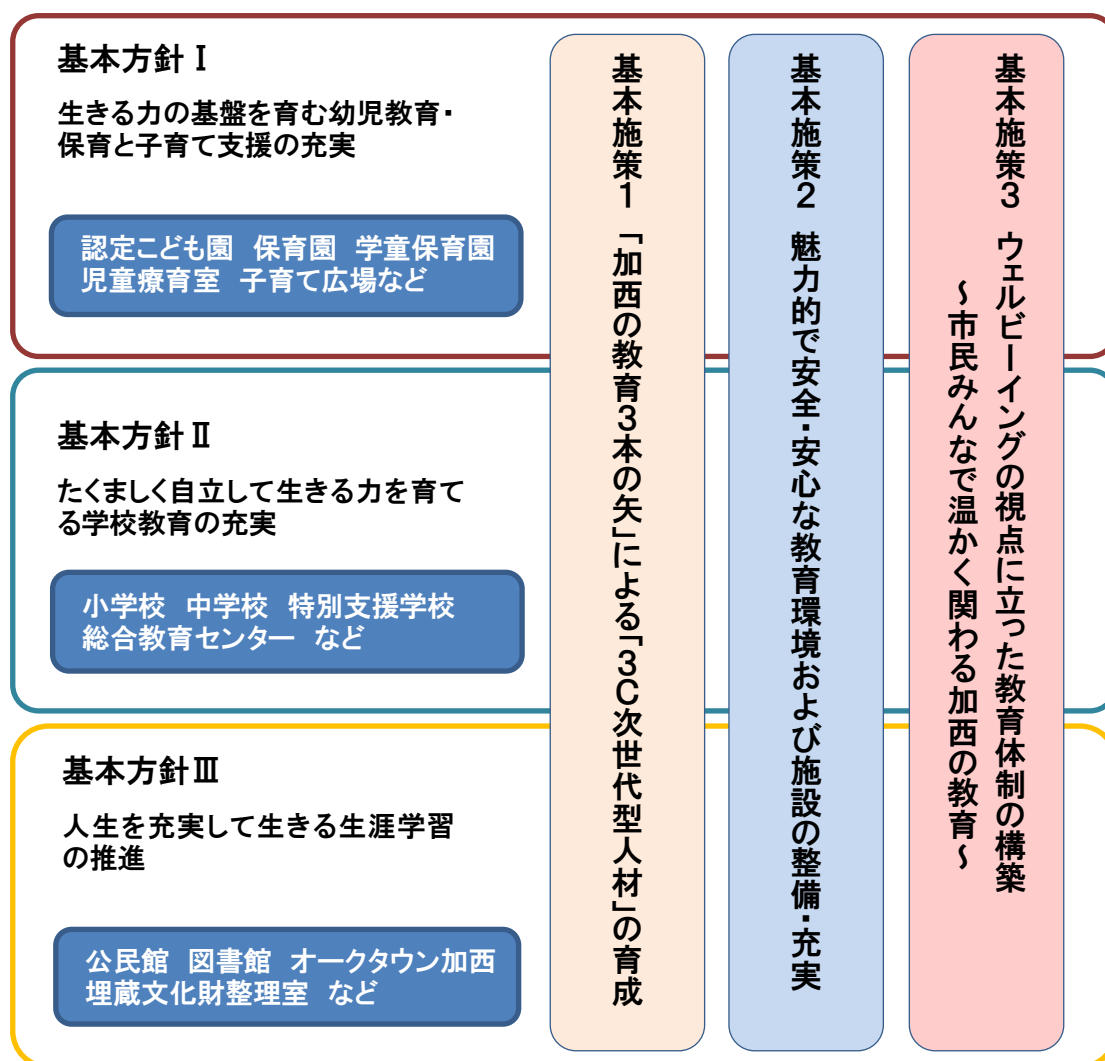 基本方針Ⅰ
生きる力の基盤を育む幼児教育・
保育と子育て支援の充実
認定こども園　保育園　学童保育園
児童療育室　子育て広場など
基本方針Ⅱ
たくましく自立して生きる力を育て
る学校教育の充実
小学校　中学校　特別支援学校
総合教育センター　など
基本方針Ⅲ
人生を充実して生きる生涯学習
の推進
公民館　図書館　オークタウン加西
埋蔵文化財整理室　など
基本施策１　「加西の教育３本の矢」による「３Ｃ次世代型人材」の育成
基本施策２　魅力的で安全・安心な教育環境および施設の整備・充実
基本施策３　ウェルビーイングの視点に立った教育体制の構築
～市民みんなで温かく関わる加西の教育～